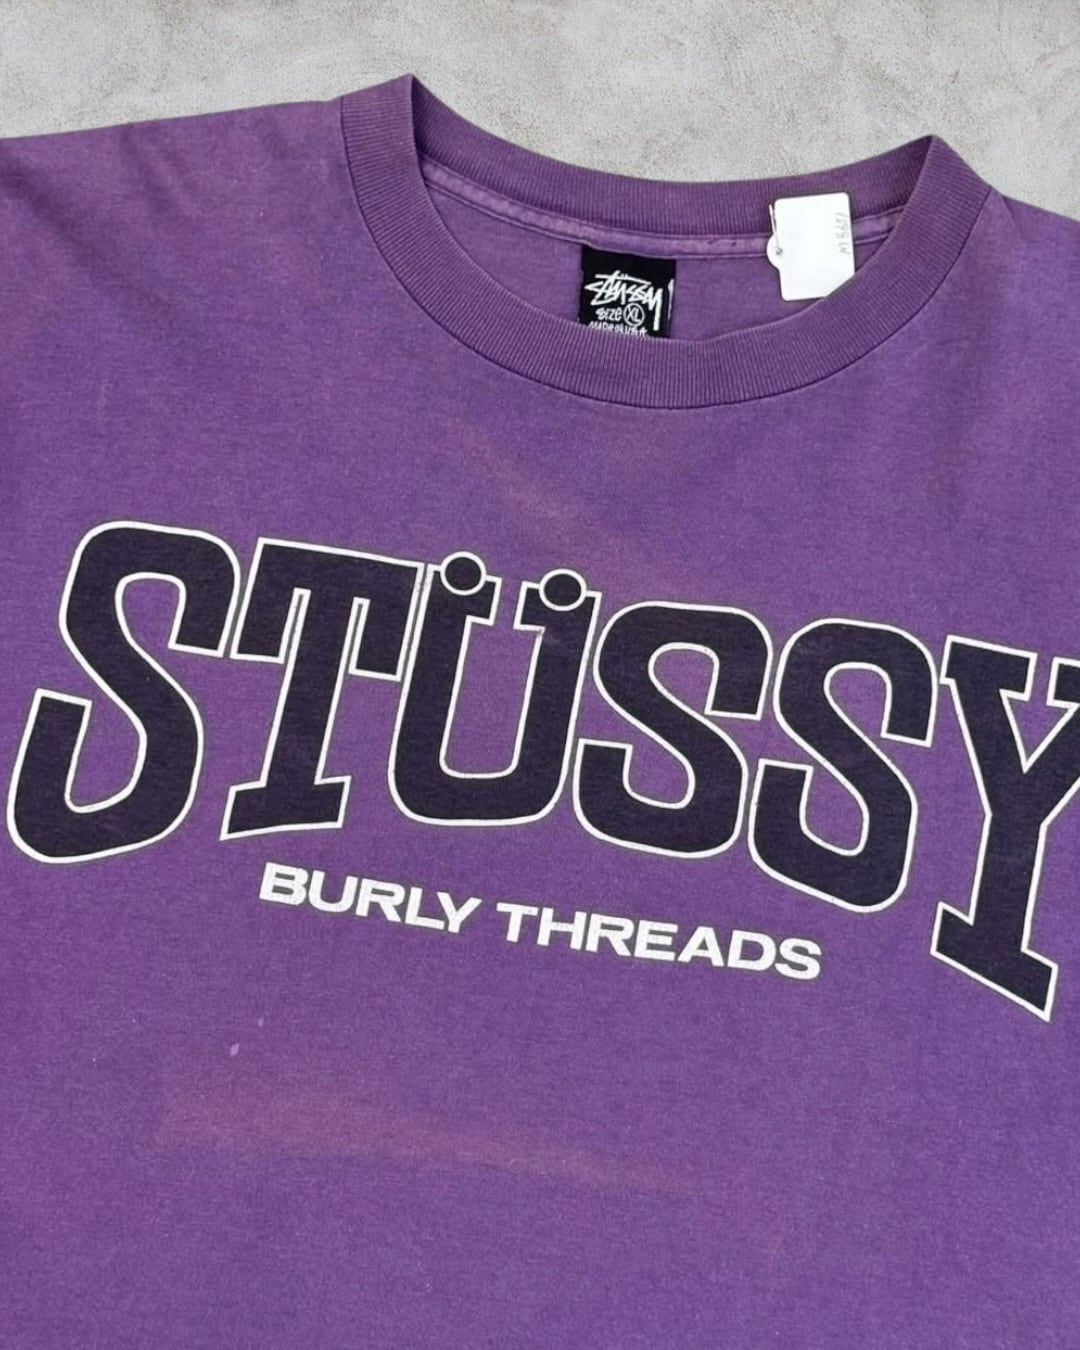 STÜSSY
SIZE XL
MADE IN U.S.A.
STÜSSY
BURLY THREADS